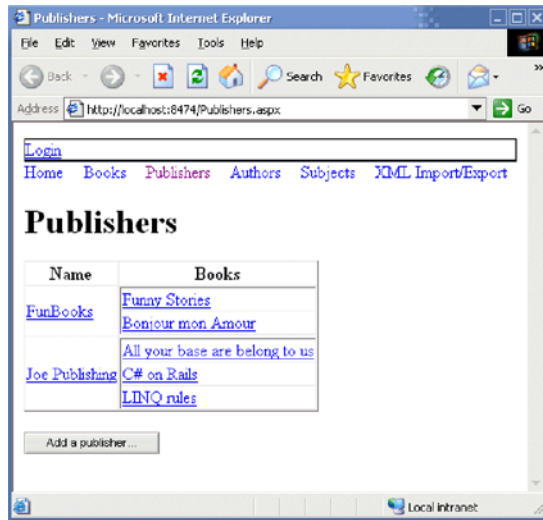 Publishers - Microsoft Internet Explorer
File Edit View Favorites Tools Help
Back Search Favorites »
Address http://localhost:8474/Publishers.aspx Go
Login
Home Books Publishers Authors Subjects XML Import/Export
Publishers
Name Books
FunBooks
Funny Stories
Bonjour mon Amour
Joe Publishing
All your base are belong to us
C# on Rails
LINQ rules
Add a publisher...
Local intranet